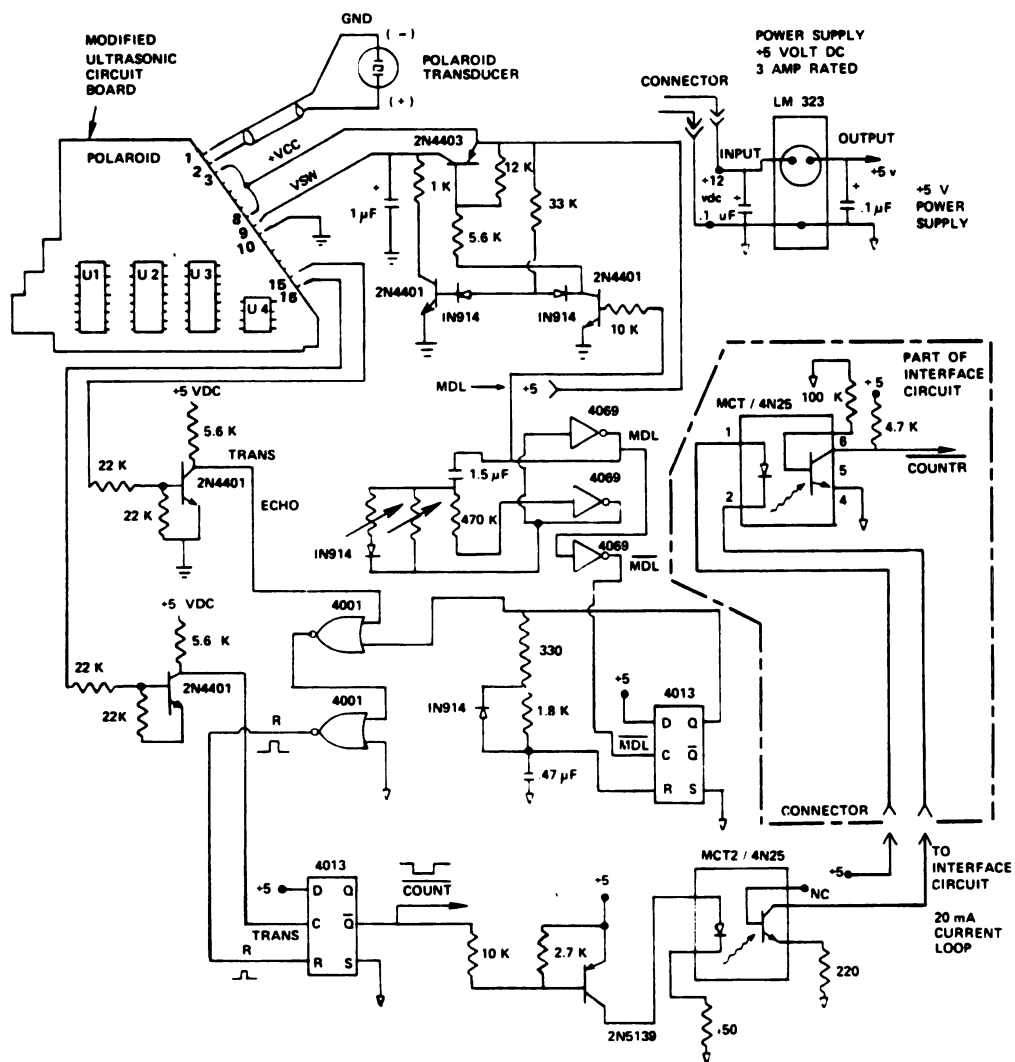 GND
(-)
MODIFIED
ULTRASONIC
CIRCUIT
BOARD
POLAROID
TRANSDUCER
(+)
POWER SUPPLY
+5 VOLT DC
3 AMP RATED
CONNECTOR
LM 323
INPUT
OUTPUT
+5 v
+12
vdc
+
.1 uF
+
.1 µF
+5 V
POWER
SUPPLY
POLAROID
1
2
3
8
9
10
15
16
+VCC
VSW
U1
U 2
U 3
U 4
2N4403
12 K
1 K
33 K
+
1 µF
5.6 K
2N4401
2N4401
IN914
IN914
10 K
MDL
+5
+5 VDC
5.6 K
TRANS
22 K
2N4401
22 K
ECHO
4069
MDL
1.5 µF
4069
470 K
IN914
4069
MDL
PART OF
INTERFACE
CIRCUIT
100
K
+ 5
MCT / 4N25
4.7 K
1
6
5
COUNTR
2
4
+5 VDC
5.6 K
22 K
2N4401
22K
4001
4001
R
330
IN914
1.8 K
.47 µF
+5
4013
D Q
MDL
C Q
R S
CONNECTOR
4013
+5
D Q
COUNT
C Q
TRANS
R
R S
10 K
2.7 K
+5
2N5139
MCT2 / 4N25
NC
+5
TO
INTERFACE
CIRCUIT
20 mA
CURRENT
LOOP
220